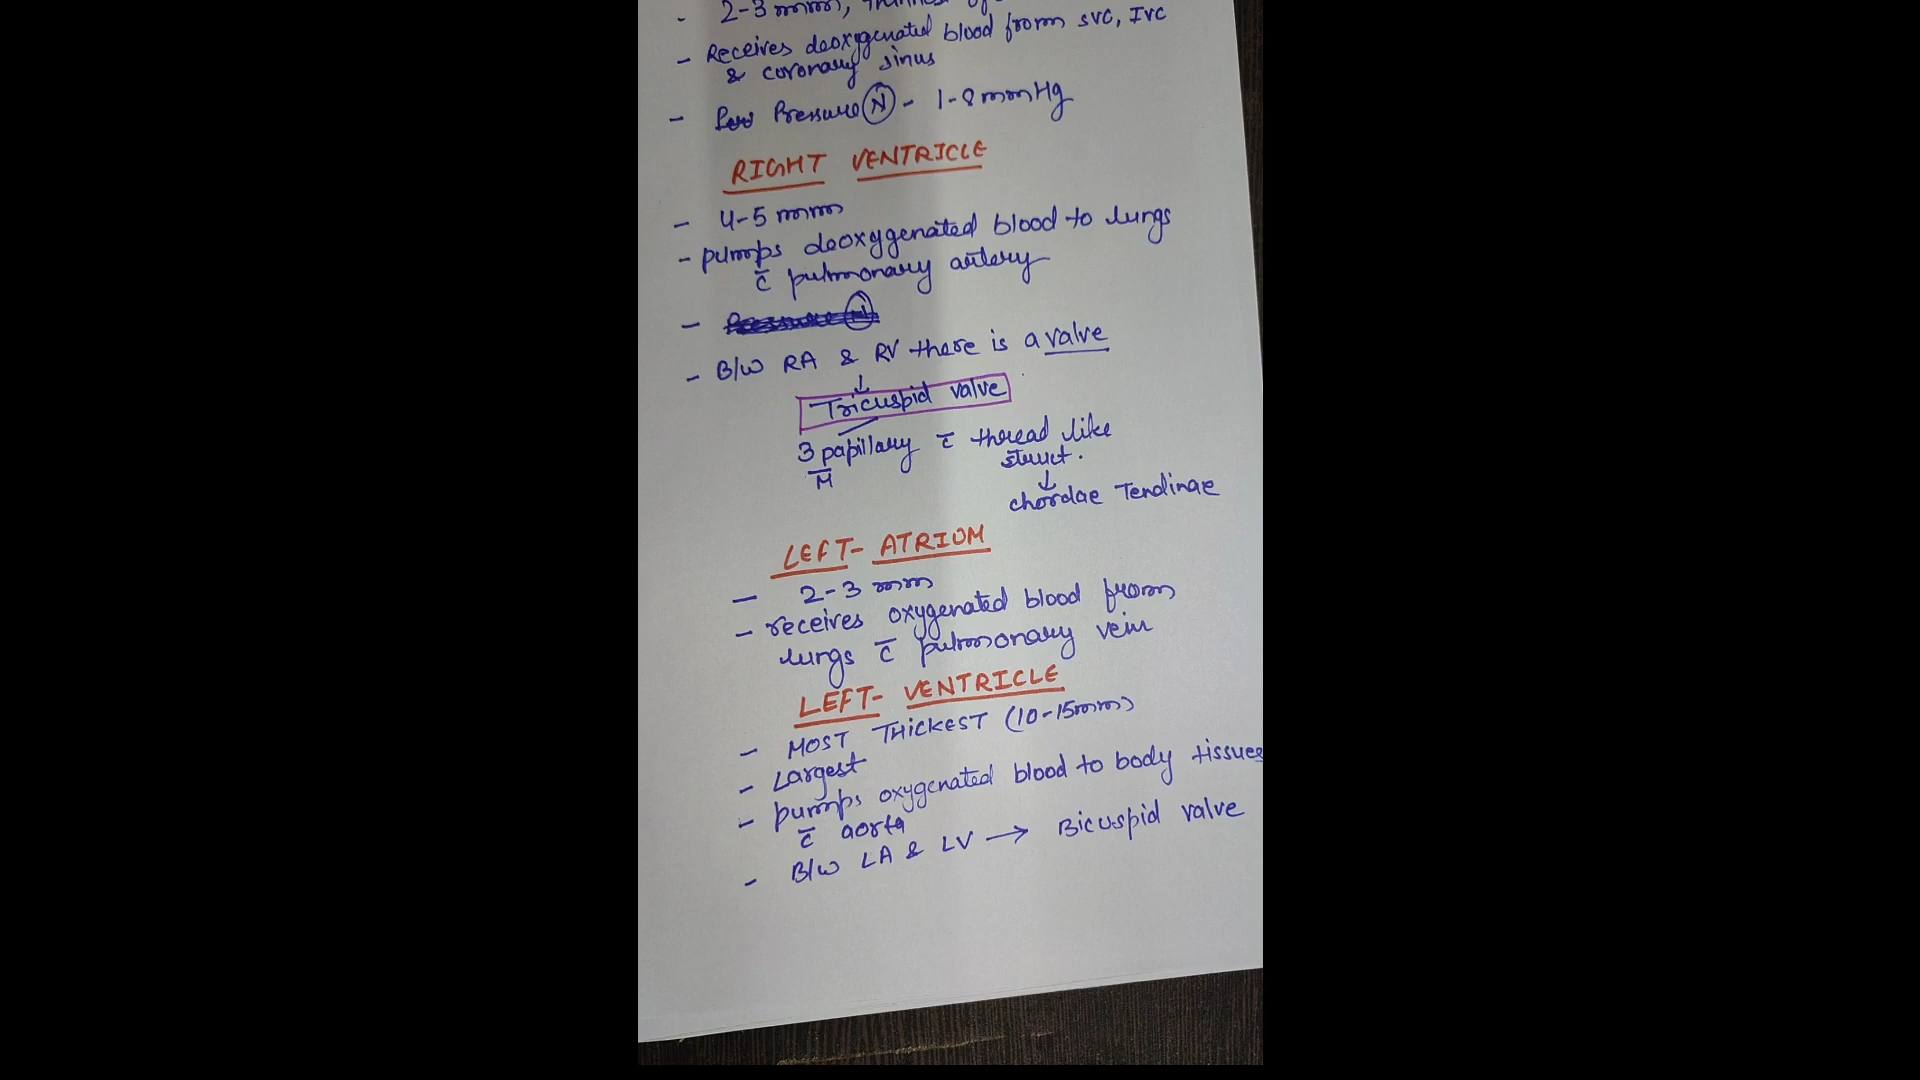 - 2-3 mm,
- Receives deoxygenated blood from SVC, IVC
& coronary sinus
- Pressure (N) - 1-8 mmHg
RIGHT VENTRICLE
- 4-5 mm
- pumps deoxygenated blood to lungs
c̄ pulmonary artery
- B/W RA & RV there is a valve
↓
Tricuspid valve
3 papillary c̄ thread like
M struct.
↓
chordae Tendinae
LEFT- ATRIUM
- 2-3 mm
- receives oxygenated blood from
lungs c̄ pulmonary vein
LEFT- VENTRICLE
- MOST THICKEST (10-15mm)
- Largest
- pumps oxygenated blood to body tissues
c̄ aorta
- B/W LA & LV → Bicuspid valve